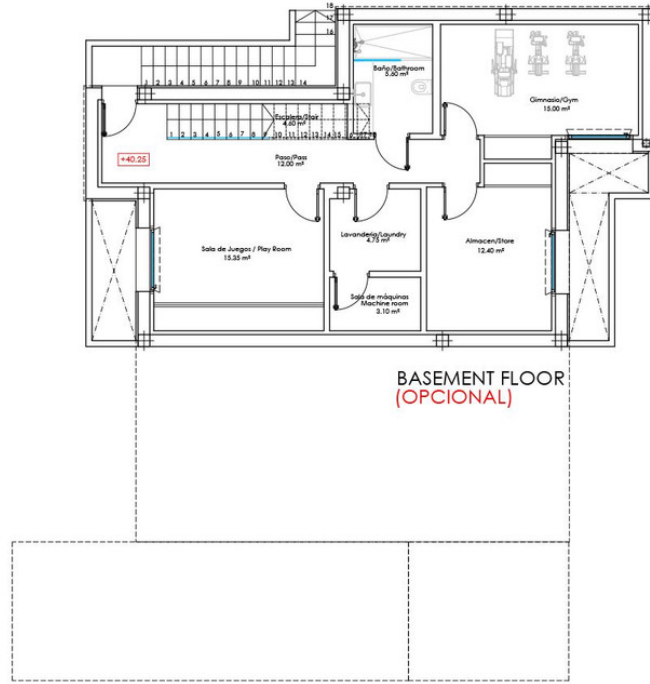 18
17
16
1 2 3 4 5 6 7 8 9 10 11 12 13 14
Baño/Bathroom
5.60 m²
Gimnasio/Gym
15.00 m²
Escalera/Stair
4.60 m²
1 2 3 4 5 6 7 8 9 10 11 12 13 14 15
+40.25
Paso/Pass
12.00 m²
Sala de Juegos / Play Room
15.35 m²
Lavandería/Laundry
4.75 m²
Almacen/Store
12.40 m²
Sala de máquinas
Machine room
3.10 m²
BASEMENT FLOOR
(OPCIONAL)